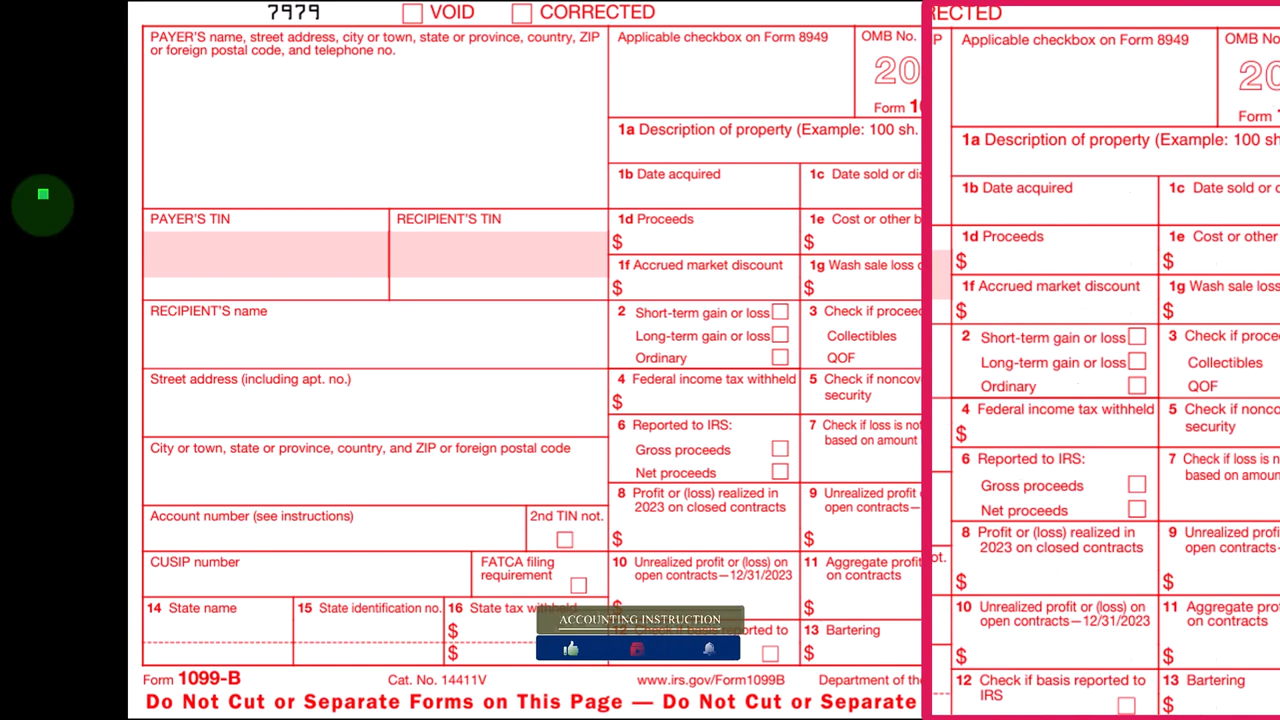 7979 VOID CORRECTED
PAYER'S name, street address, city or town, state or province, country, ZIP
or foreign postal code, and telephone no.
Applicable checkbox on Form 8949
OMB No.
20
Form
1a Description of property (Example: 100 sh.
1b Date acquired
1c Date sold or
PAYER'S TIN
RECIPIENT'S TIN
1d Proceeds
$
1e Cost or other
$
1f Accrued market discount
$
1g Wash sale loss
$
RECIPIENT'S name
2 Short-term gain or loss
Long-term gain or loss
Ordinary
3 Check if
Collectibles
QOF
Street address (including apt. no.)
4 Federal income tax withheld
$
5 Check if
security
City or town, state or province, country, and ZIP or foreign postal code
6 Reported to IRS:
Gross proceeds
Net proceeds
7 Check if loss is not
based on amount
Account number (see instructions)
2nd TIN not.
8 Profit or (loss) realized in
2023 on closed contracts
$
9 Unrealized profit
open contracts—
$
CUSIP number
FATCA filing
requirement
10 Unrealized profit or (loss) on
open contracts—12/31/2023
$
11 Aggregate profit
on contracts
$
14 State name
15 State identification no.
16 State tax withheld
$
$
12 Check if basis reported to
13 Bartering
$
ACCOUNTING INSTRUCTION
Form 1099-B
Cat. No. 14411V
www.irs.gov/Form1099B
Department of the
Do Not Cut or Separate Forms on This Page — Do Not Cut or Separate
RECTED
P
Applicable checkbox on Form 8949
OMB No.
20
Form
1a Description of property (Example: 100 sh
1b Date acquired
1c Date sold or
1d Proceeds
$
1e Cost or other
$
1f Accrued market discount
$
1g Wash sale loss
$
2 Short-term gain or loss
Long-term gain or loss
Ordinary
3 Check if
Collectibles
QOF
4 Federal income tax withheld
$
5 Check if
security
6 Reported to IRS:
Gross proceeds
Net proceeds
7 Check if loss is
based on
ot.
8 Profit or (loss) realized in
2023 on closed contracts
$
9 Unrealized
open contracts—
$
10 Unrealized profit or (loss) on
open contracts—12/31/2023
$
11 Aggregate
on contracts
$
12 Check if basis reported to
IRS
13 Bartering
$